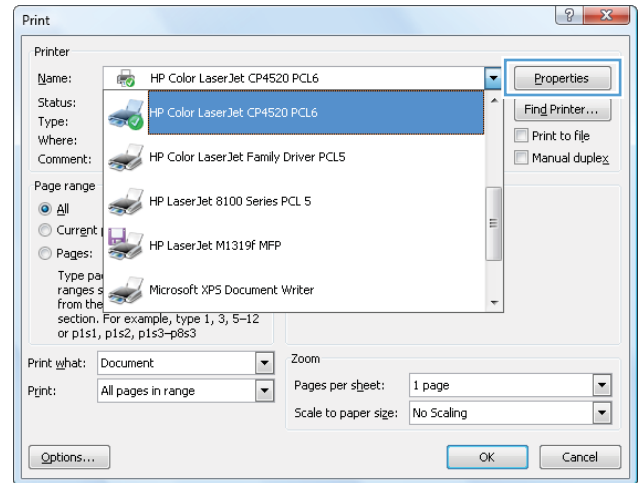 Print
Printer
Name:
HP Color LaserJet CP4520 PCL6
Properties
Status:
HP Color LaserJet CP4520 PCL6
Find Printer...
Type:
Where:
Print to file
Comment:
HP Color LaserJet Family Driver PCL5
Manual duplex
Page range
All
HP LaserJet 8100 Series PCL 5
Current
Pages:
HP LaserJet M1319f MFP
Type
ranges
from the
Microsoft XPS Document Writer
section. For example, type 1, 3, 5–12
or p1s1, p1s2, p1s3–p8s3
Print what:
Document
Zoom
Print:
All pages in range
Pages per sheet:
1 page
Scale to paper size:
No Scaling
Options...
OK
Cancel